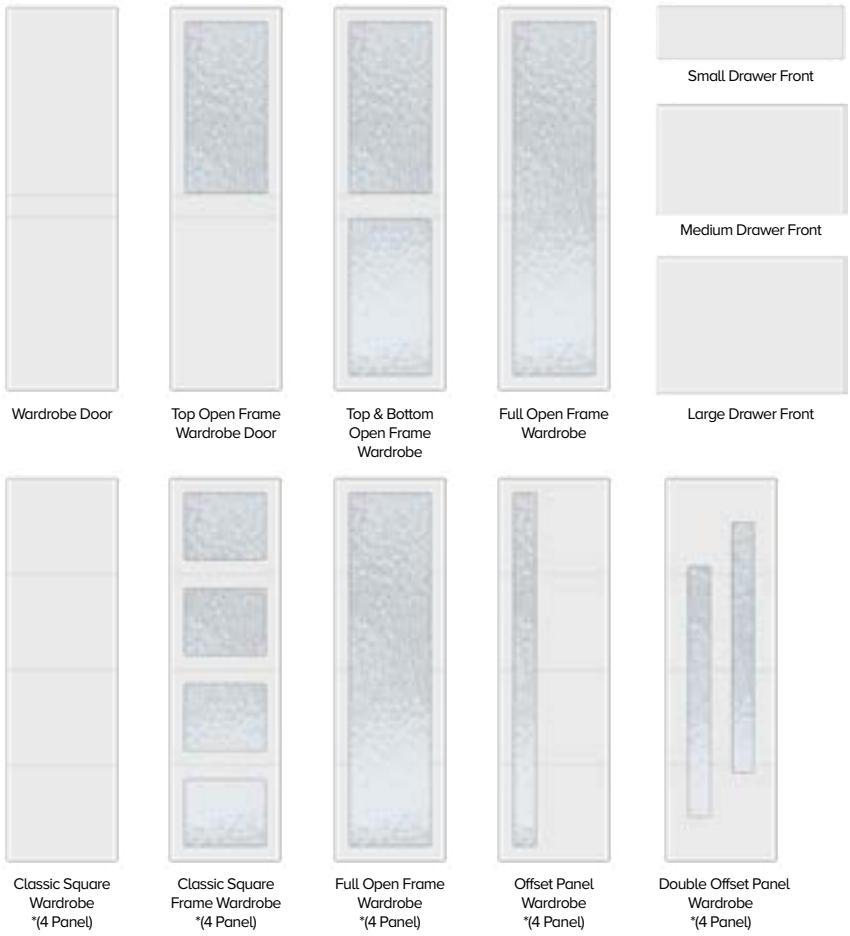 Small Drawer Front
Medium Drawer Front
Wardrobe Door
Top Open Frame
Wardrobe Door
Top & Bottom
Open Frame
Wardrobe
Full Open Frame
Wardrobe
Large Drawer Front
Classic Square
Wardrobe
*(4 Panel)
Classic Square
Frame Wardrobe
*(4 Panel)
Full Open Frame
Wardrobe
*(4 Panel)
Offset Panel
Wardrobe
*(4 Panel)
Double Offset Panel
Wardrobe
*(4 Panel)